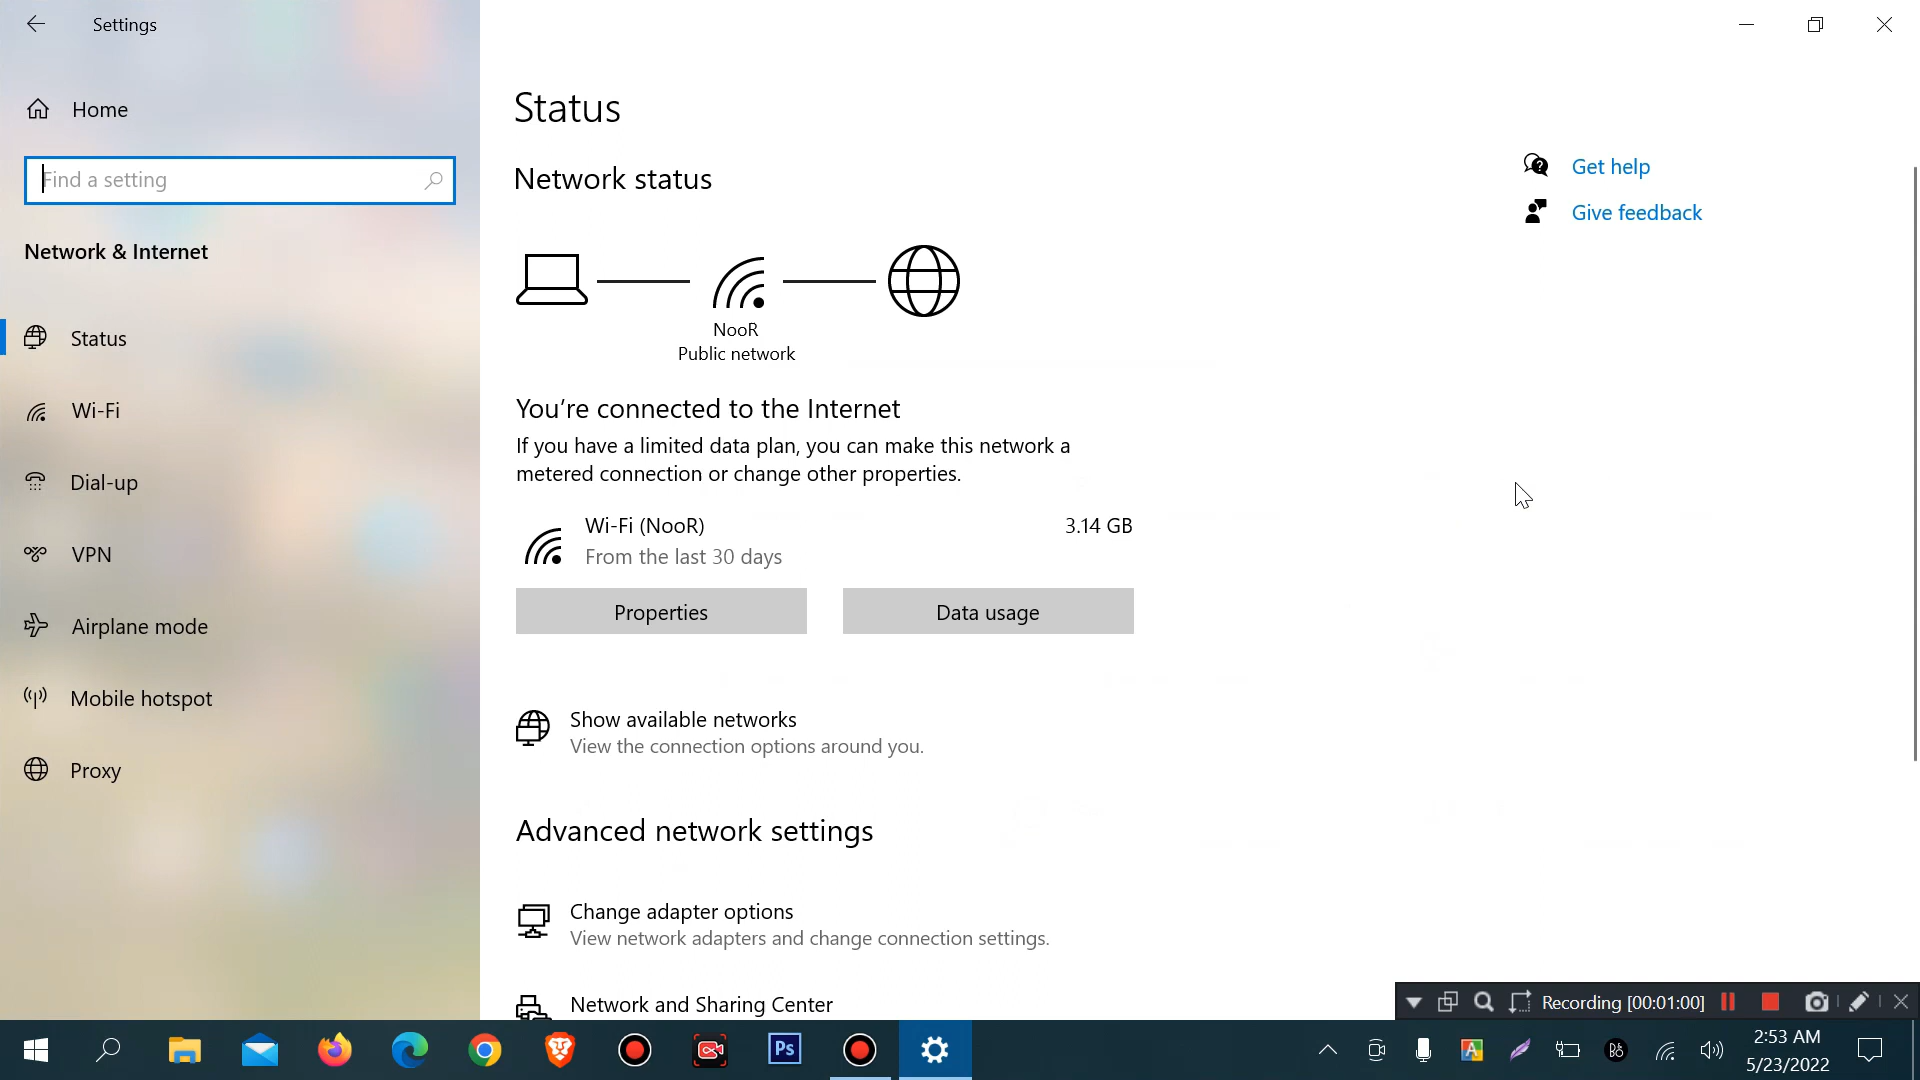 Settings
Home
Find a setting
Network & Internet
Status
Wi-Fi
Dial-up
VPN
Airplane mode
Mobile hotspot
Proxy
Status
Network status
NooR
Public network
You're connected to the Internet
If you have a limited data plan, you can make this network a
metered connection or change other properties.
Wi-Fi (NooR) 3.14 GB
From the last 30 days
Properties Data usage
Show available networks
View the connection options around you.
Advanced network settings
Change adapter options
View network adapters and change connection settings.
Network and Sharing Center
Get help
Give feedback
Recording [00:01:00]
Ps
2:53 AM
5/23/2022